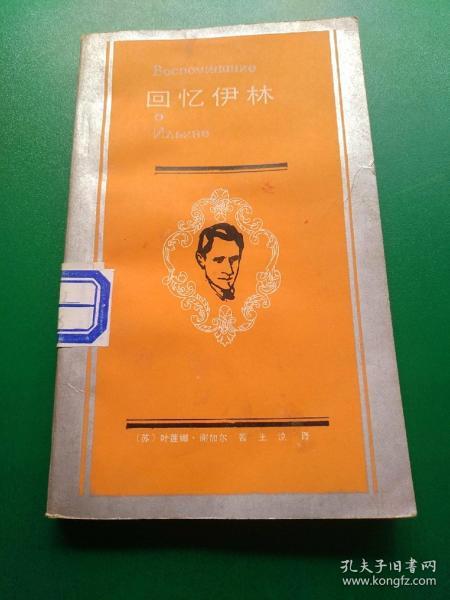 Воспоминание
回忆伊林
о
Ильине
(苏)叶莲娜·谢加尔 著 王 汶 译
孔夫子旧书网
www.kongfz.com